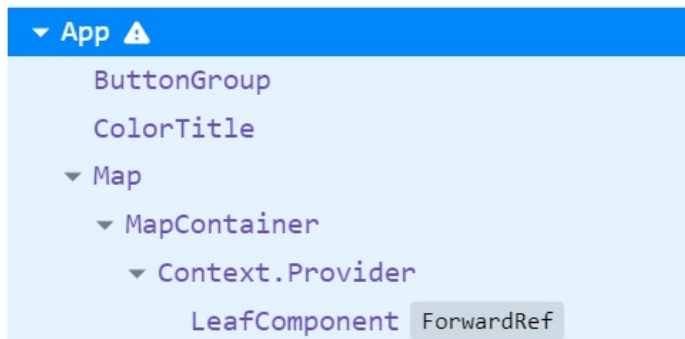 App
ButtonGroup
ColorTitle
Map
MapContainer
Context.Provider
LeafComponent ForwardRef